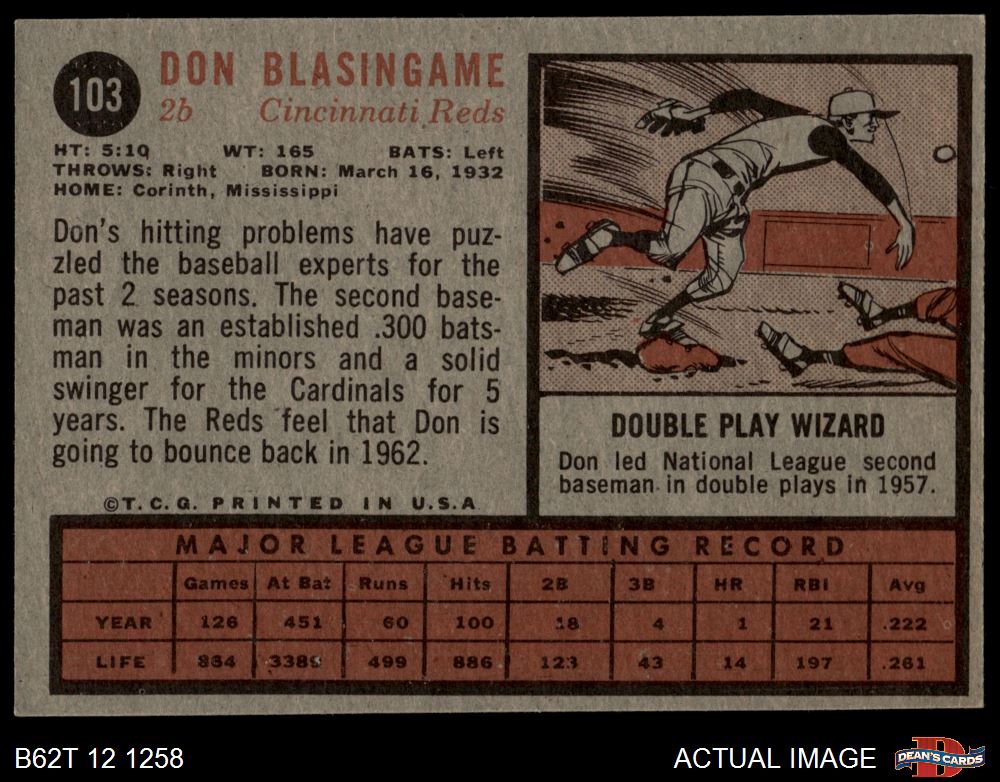 103
DON BLASINGAME
2b Cincinnati Reds
HT: 5:10 WT: 165 BATS: Left
THROWS: Right BORN: March 16, 1932
HOME: Corinth, Mississippi
Don's hitting problems have puz-
zled the baseball experts for the
past 2 seasons. The second base-
man was an established .300 bats-
man in the minors and a solid
swinger for the Cardinals for 5
years. The Reds feel that Don is
going to bounce back in 1962.
©T.C.G. PRINTED IN U.S.A
DOUBLE PLAY WIZARD
Don led National League second
baseman in double plays in 1957.
MAJOR LEAGUE BATTING RECORD
Games At Bat Runs Hits 2B 3B HR RBI Avg
YEAR 126 451 60 100 18 4 1 21 .222
LIFE 884 3389 499 886 123 43 14 197 .261
B62T 12 1258
ACTUAL IMAGE
D
DEAN'S CARDS